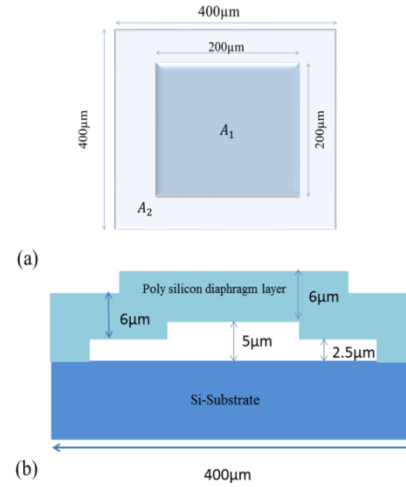 400µm
200µm
400µm
A₁
200µm
A₂
(a)
Poly silicon diaphragm layer
6µm
6µm
5µm
2.5µm
Si-Substrate
(b)
400µm